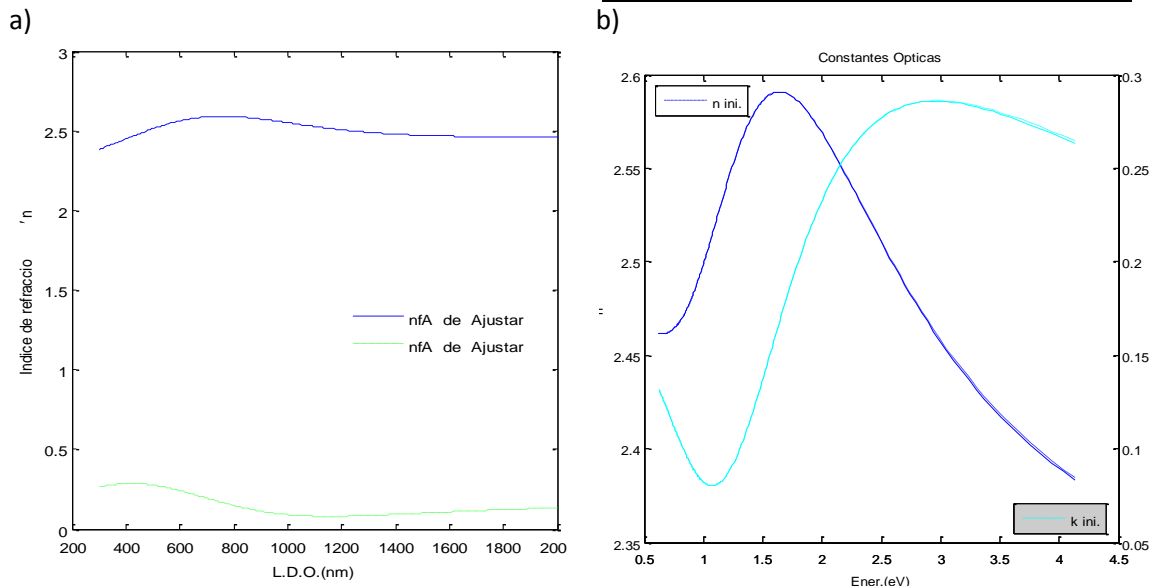 a)
3
2.5
2
1.5
1
0.5
0
Indice de refraccio ´n
nfA de Ajustar
nfA de Ajustar
200 400 600 800 1000 1200 1400 1600 1800 200
L.D.O.(nm)
b)
Constantes Opticas
2.6
2.55
2.5
2.45
2.4
2.35
n ini.
0.3
0.25
0.2
0.15
0.1
0.05
k ini.
0.5 1 1.5 2 2.5 3 3.5 4 4.5
Ener.(eV)